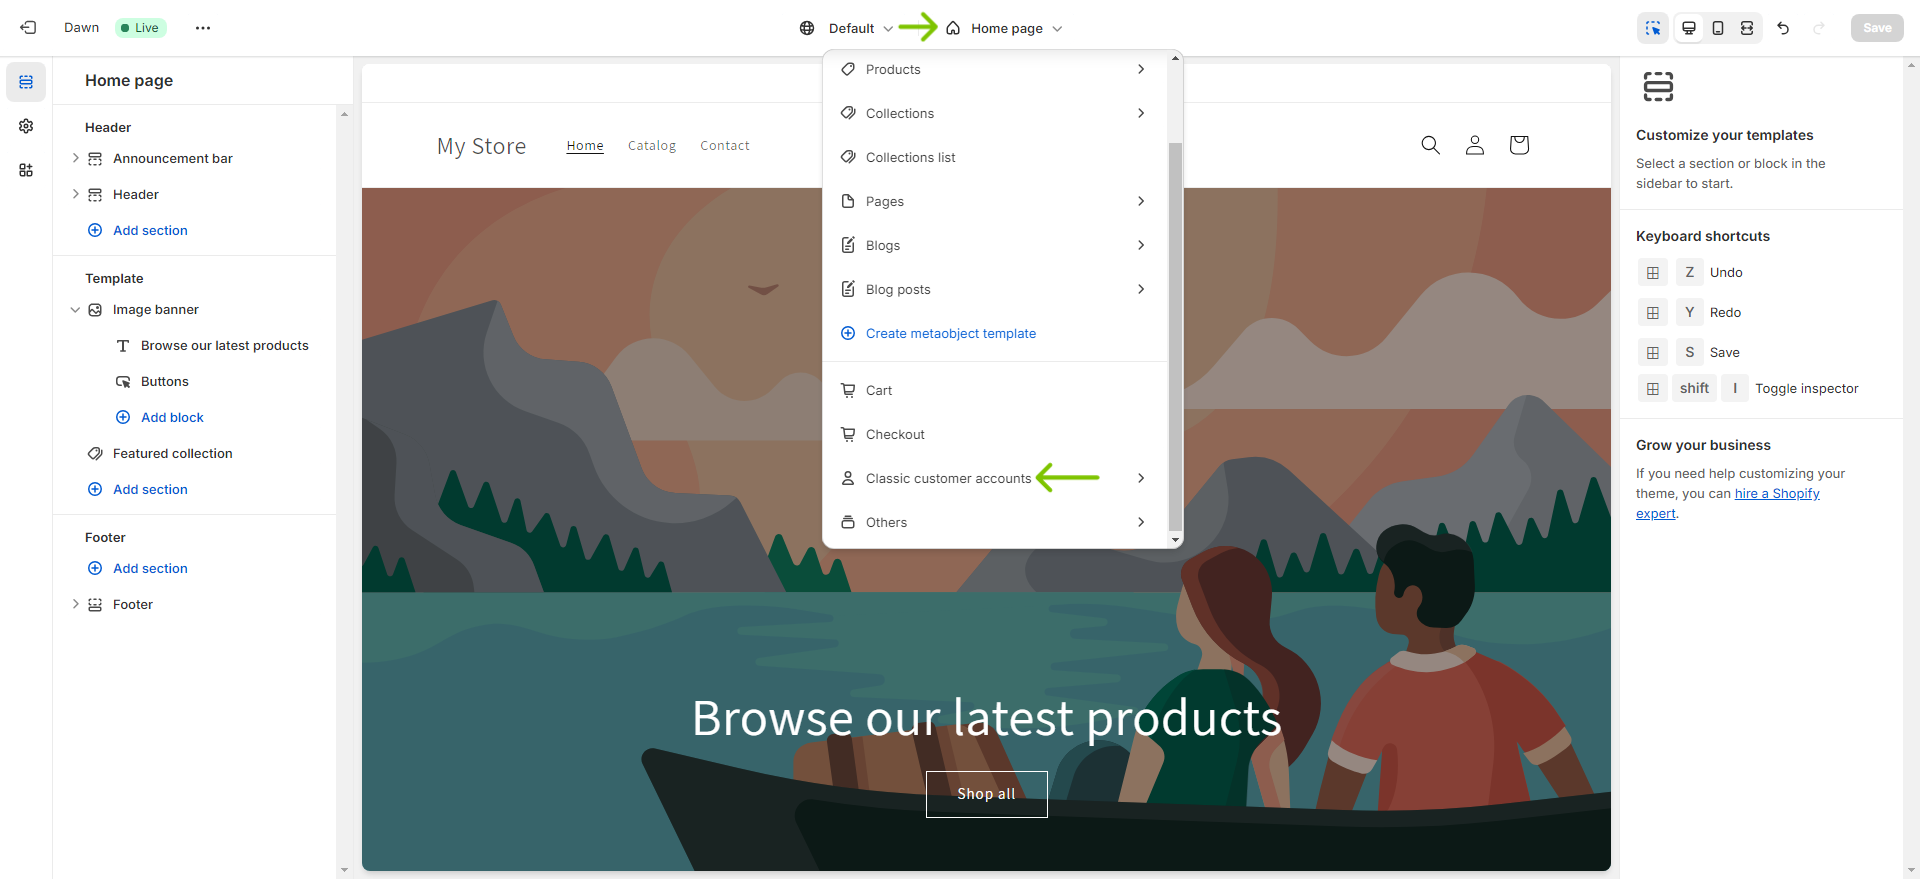 Dawn
Live
Default
Home page
Save
Home page
Header
Announcement bar
Header
Add section
Template
Image banner
Browse our latest products
Buttons
Add block
Featured collection
Add section
Footer
Add section
Footer
My Store
Home
Catalog
Contact
Products
Collections
Collections list
Pages
Blogs
Blog posts
Create metaobject template
Cart
Checkout
Classic customer accounts
Others
Browse our latest products
Shop all
Customize your templates
Select a section or block in the
sidebar to start.
Keyboard shortcuts
Z Undo
Y Redo
S Save
shift I Toggle inspector
Grow your business
If you need help customizing your
theme, you can hire a Shopify
expert.